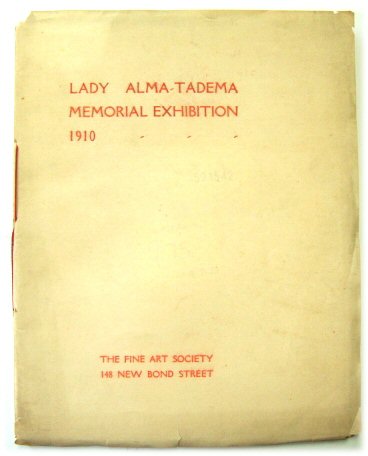 LADY ALMA-TADEMA
MEMORIAL EXHIBITION
1910 - - -
THE FINE ART SOCIETY
148 NEW BOND STREET